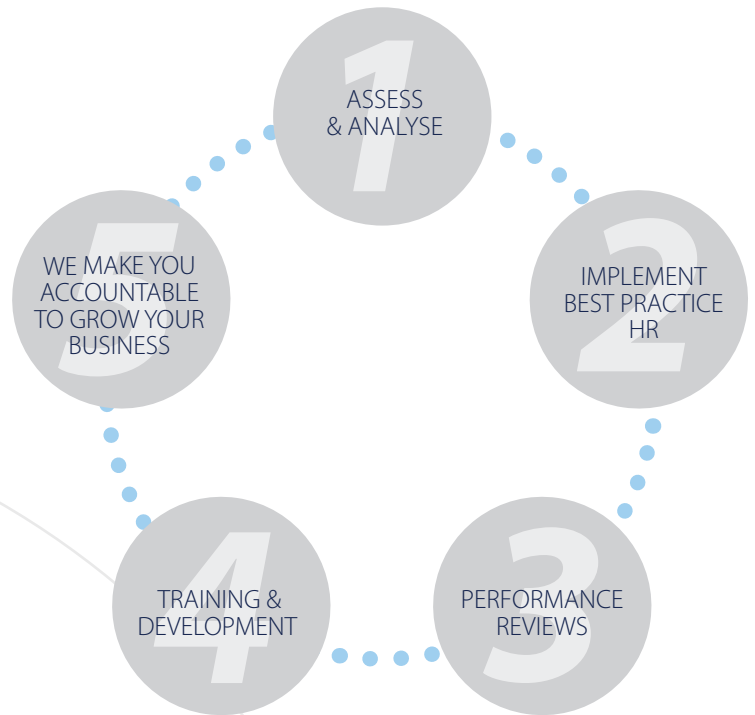 1
ASSESS
& ANALYSE
2
IMPLEMENT
BEST PRACTICE
HR
3
PERFORMANCE
REVIEWS
4
TRAINING &
DEVELOPMENT
5
WE MAKE YOU
ACCOUNTABLE
TO GROW YOUR
BUSINESS